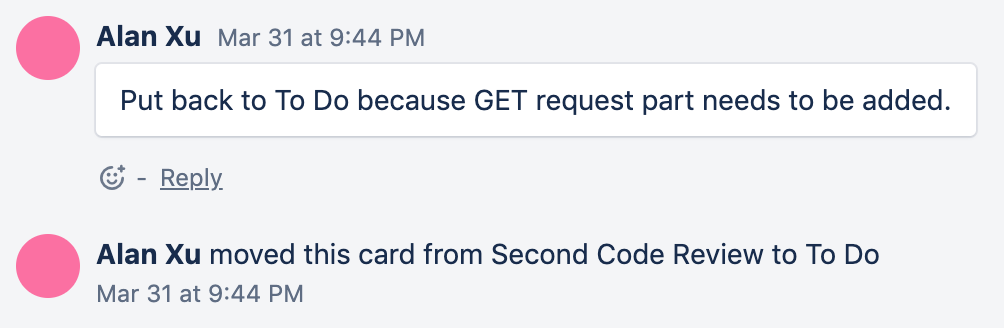 Alan Xu Mar 31 at 9:44 PM
Put back to To Do because GET request part needs to be added.
- Reply
Alan Xu moved this card from Second Code Review to To Do
Mar 31 at 9:44 PM